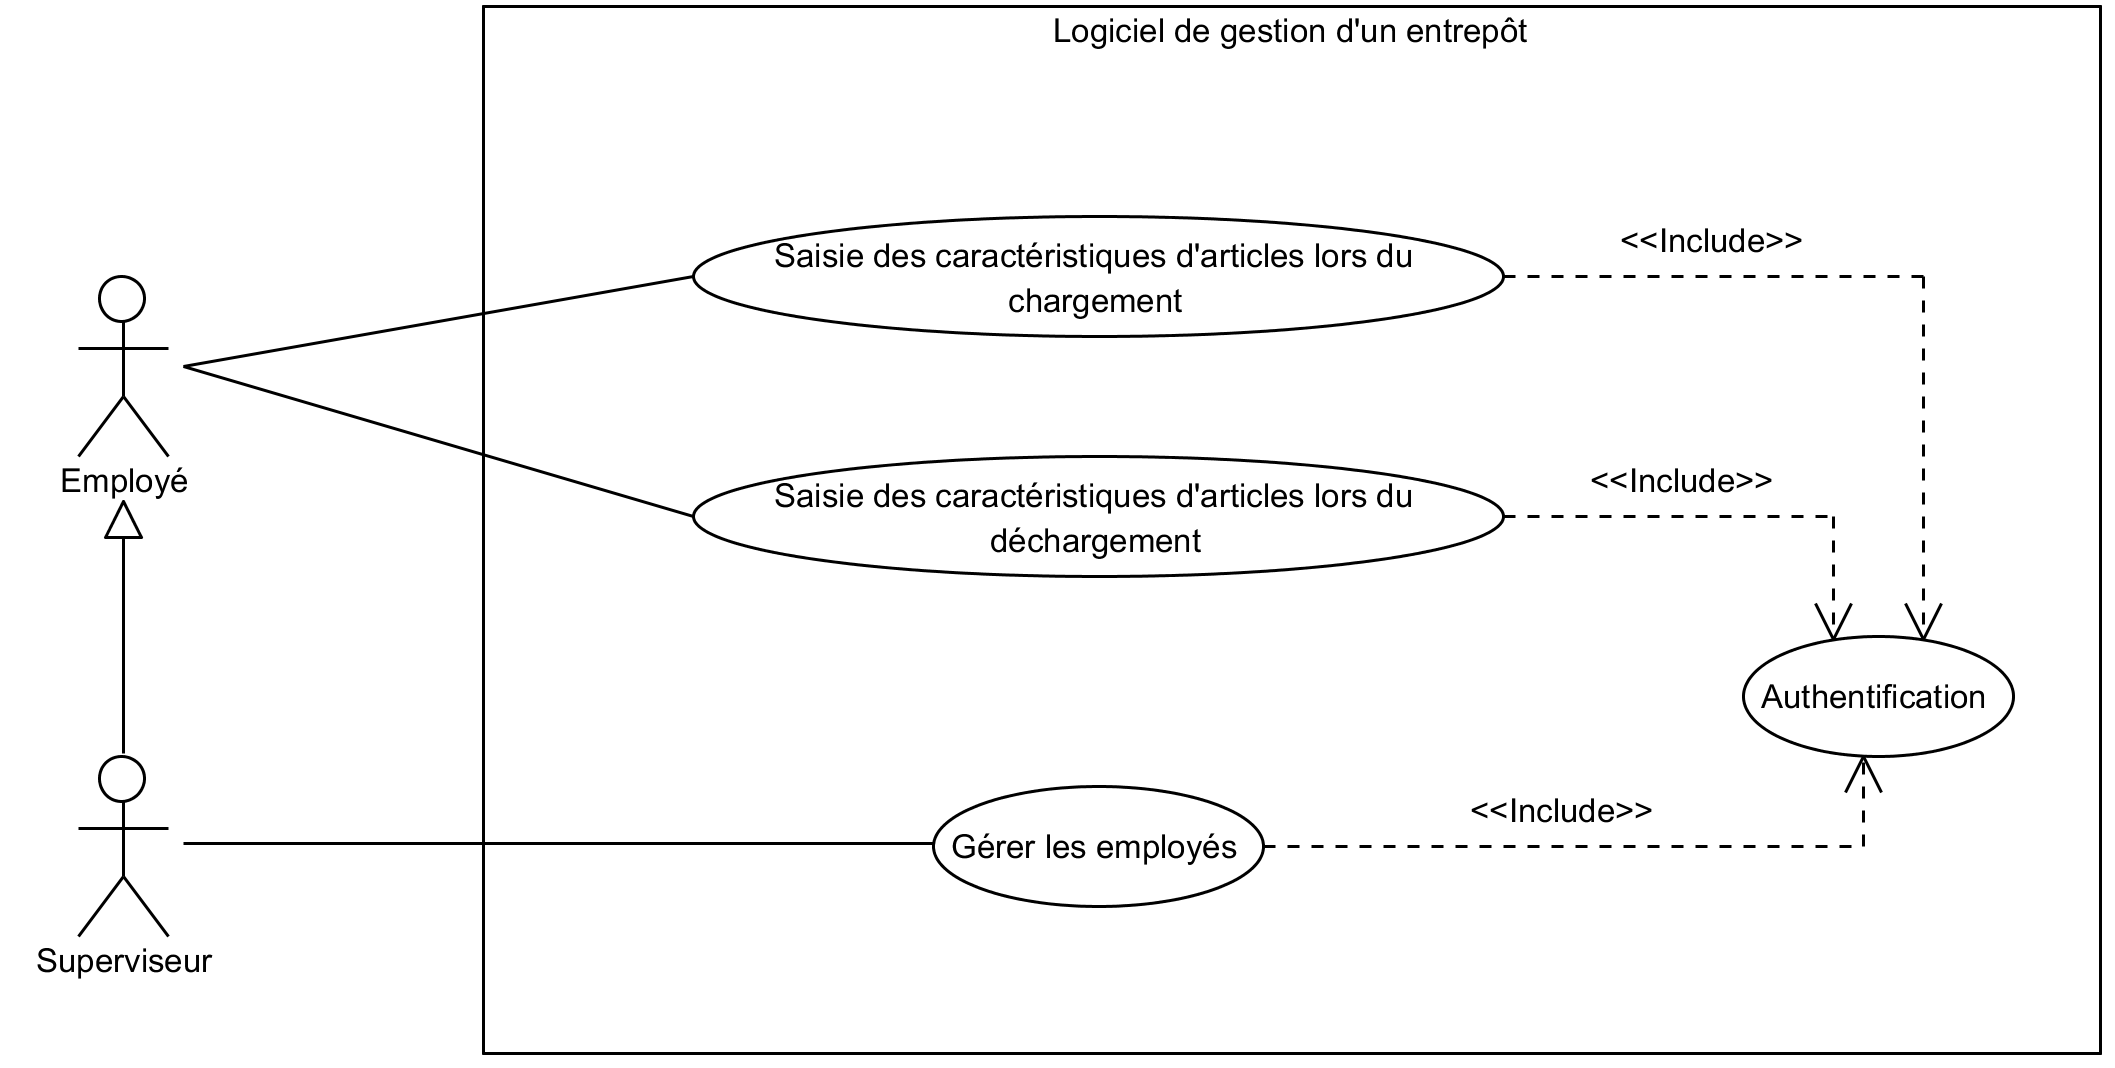 Logiciel de gestion d'un entrepôt
Saisie des caractéristiques d'articles lors du
chargement
<<Include>>
Employé
Saisie des caractéristiques d'articles lors du
déchargement
<<Include>>
Authentification
Superviseur
Gérer les employés
<<Include>>